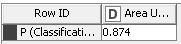 Row ID D Area U...
P (Classificati... 0.874